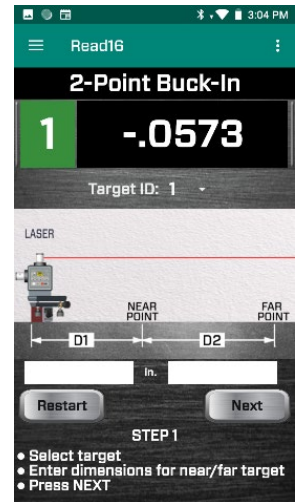 3:04 PM
Read16
2-Point Buck-In
1 -.0573
Target ID: 1
LASER
NEAR POINT
FAR POINT
D1 D2
In.
Restart Next
STEP 1
• Select target
• Enter dimensions for near/far target
• Press NEXT